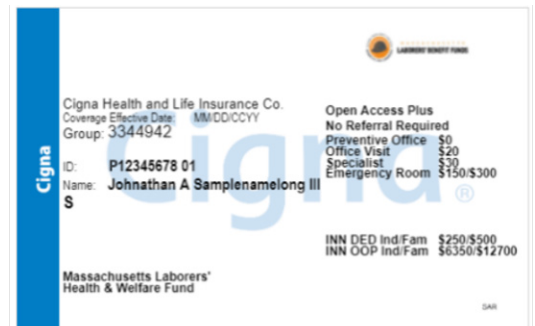 LABORERS' BENEFIT FUNDS
Cigna
Cigna Health and Life Insurance Co.
Coverage Effective Date: MM/DD/CCYY
Group: 3344942
ID: P12345678 01
Name: Johnathan A Samplenamelong III
S
Massachusetts Laborers'
Health & Welfare Fund
Open Access Plus
No Referral Required
Preventive Office $0
Office Visit $20
Specialist $30
Emergency Room $150/$300
INN DED Ind/Fam $250/$500
INN OOP Ind/Fam $6350/$12700
Cigna®